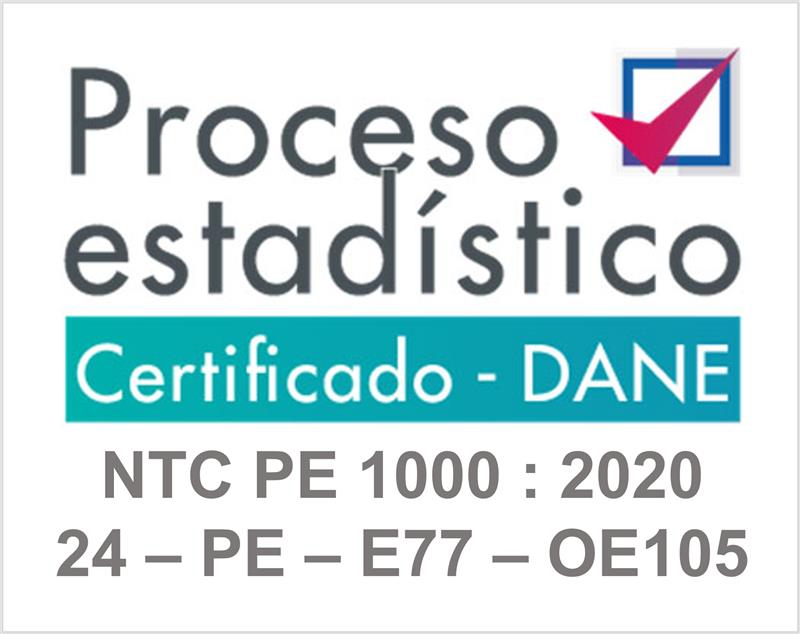 Proceso
estadístico
Certificado - DANE
NTC PE 1000 : 2020
24 – PE – E77 – OE105